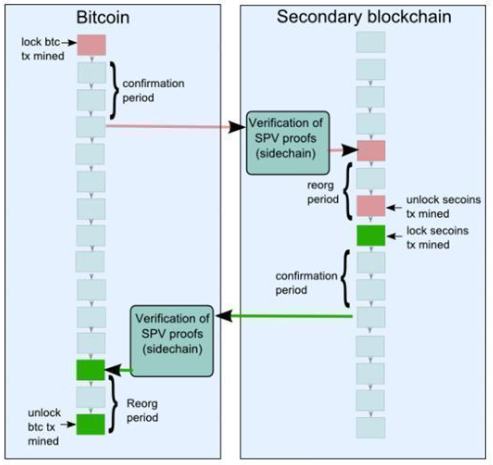 Bitcoin
lock btc
tx mined
confirmation
period
Verification of
SPV proofs
(sidechain)
Reorg
period
unlock
btc tx
mined
Secondary blockchain
Verification of
SPV proofs
(sidechain)
reorg
period
unlock secoins
tx mined
lock secoins
tx mined
confirmation
period